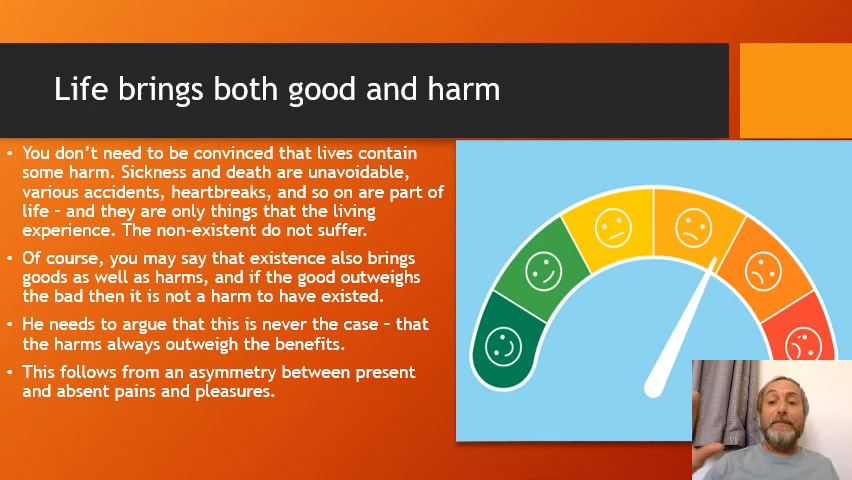 Life brings both good and harm
• You don't need to be convinced that lives contain
some harm. Sickness and death are unavoidable,
various accidents, heartbreaks, and so on are part of
life – and they are only things that the living
experience. The non-existent do not suffer.
• Of course, you may say that existence also brings
goods as well as harms, and if the good outweighs
the bad then it is not a harm to have existed.
• He needs to argue that this is never the case – that
the harms always outweigh the benefits.
• This follows from an asymmetry between present
and absent pains and pleasures.